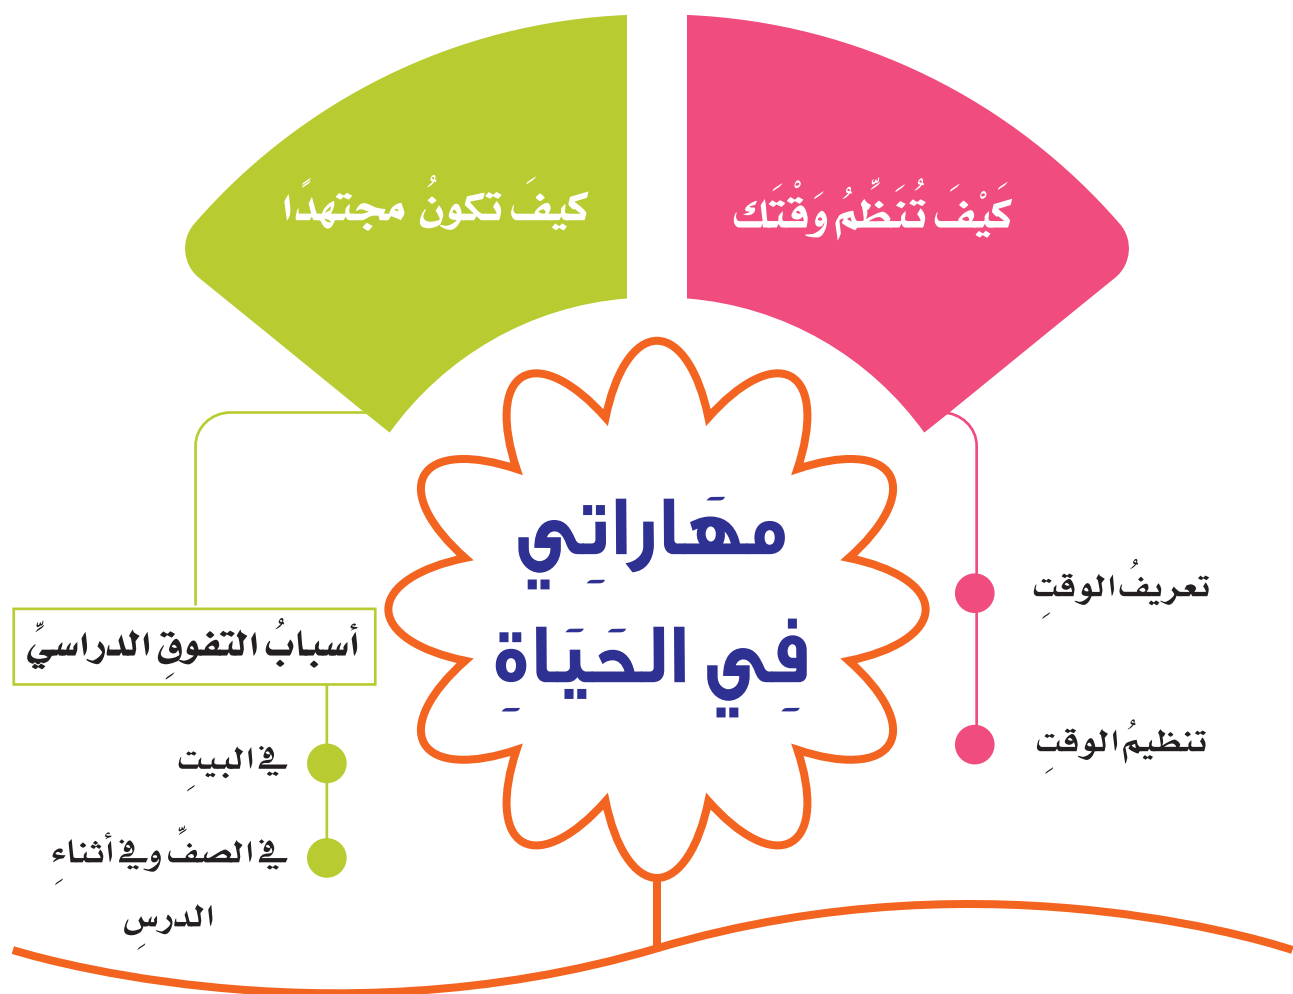 كَيْفَ تُنَظِّمُ وَقْتَك
كيفَ تكونُ مجتهدًا
مهَاراتِي
فِي الحَيَاةِ
تعريفُ الوقتِ
تنظيمُ الوقتِ
أسبابُ التفوقِ الدراسيِّ
في البيتِ
في الصفِّ وفي أثناءِ
الدرسِ